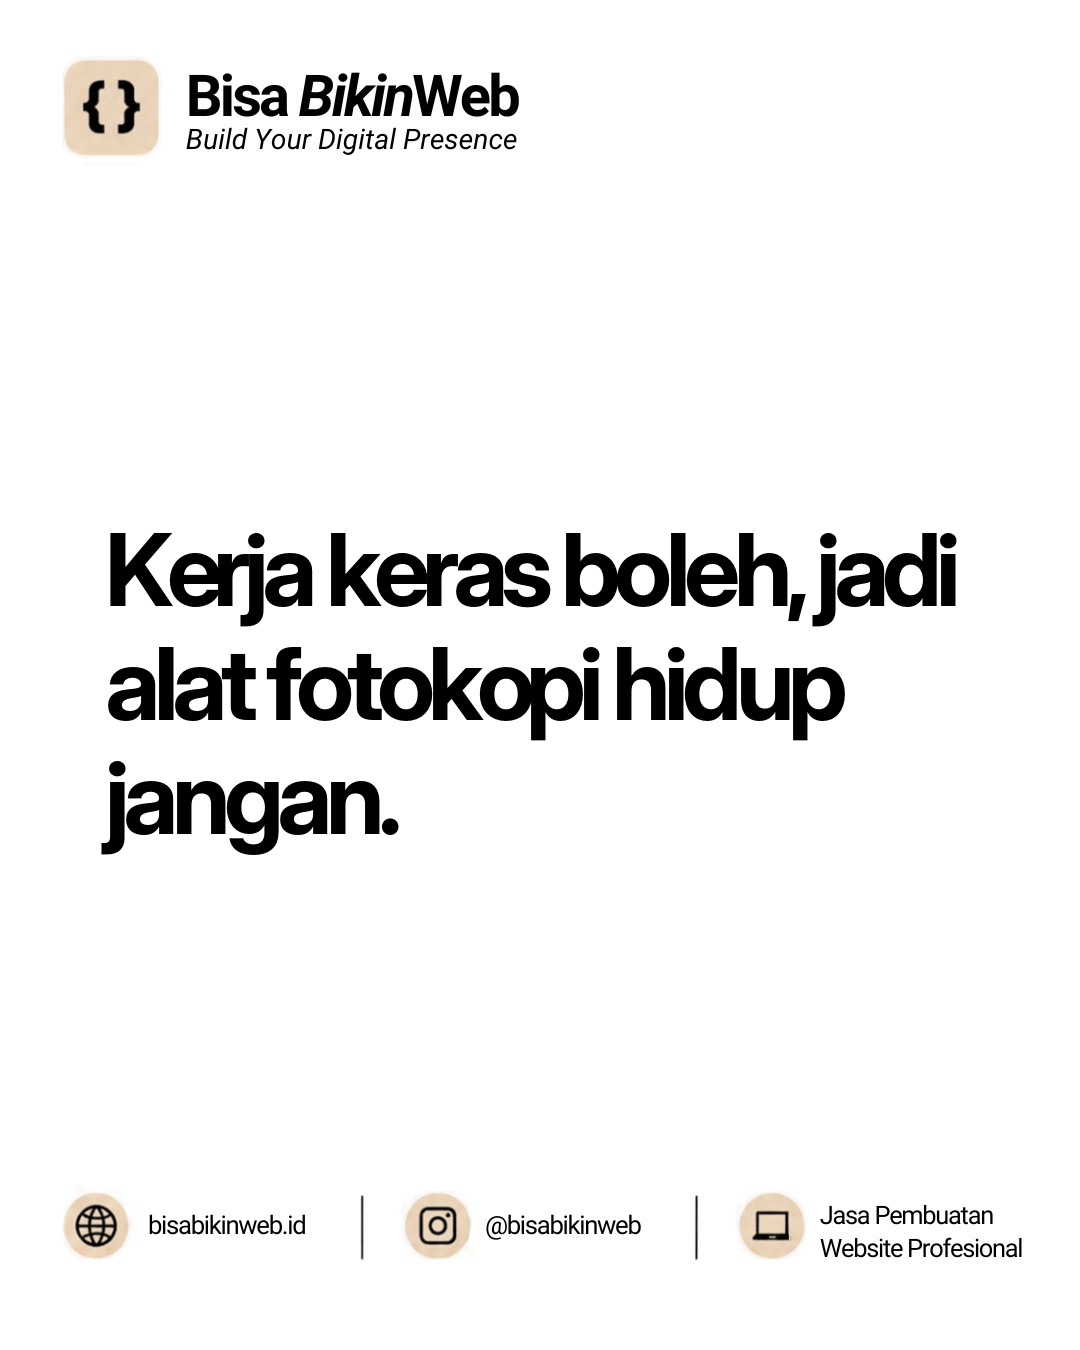 { }
Bisa BikinWeb
Build Your Digital Presence
Kerja keras boleh, jadi
alat fotokopi hidup
jangan.
bisabikinweb.id
@bisabikinweb
Jasa Pembuatan
Website Profesional